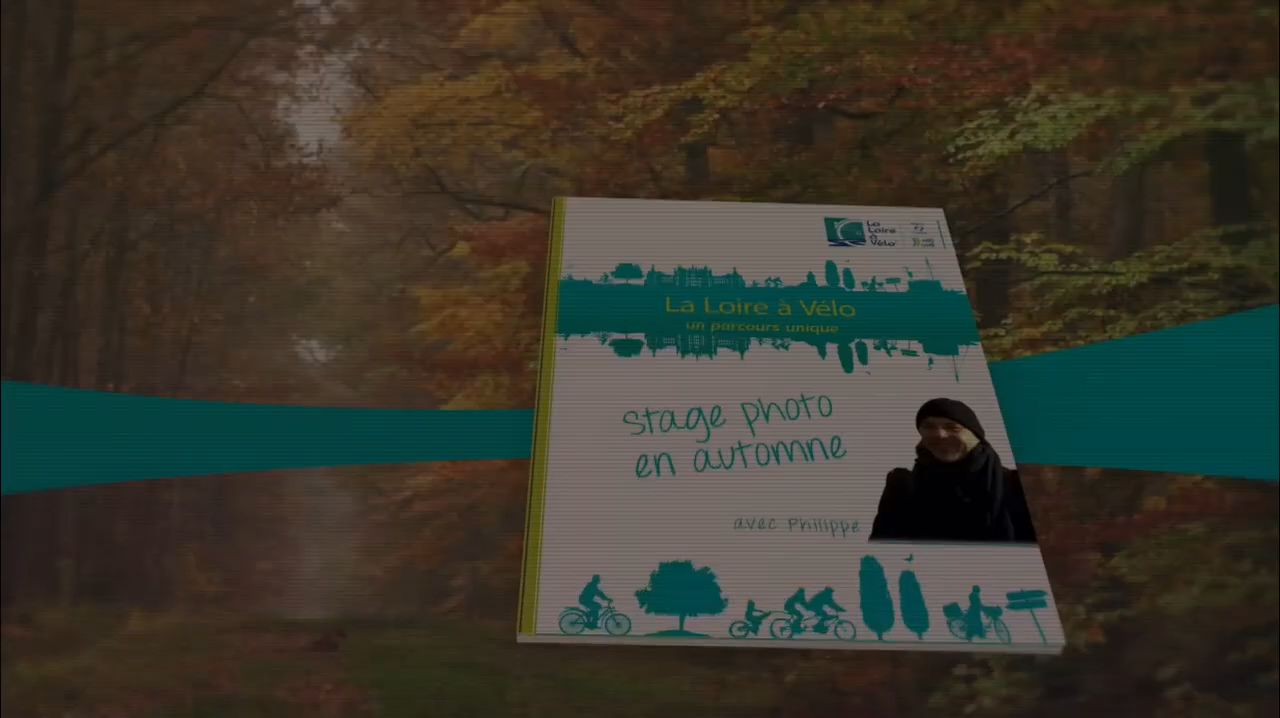 La
Loire
à
Vélo
La Loire à Vélo
un parcours unique
stage photo
en automne
avec Philippe